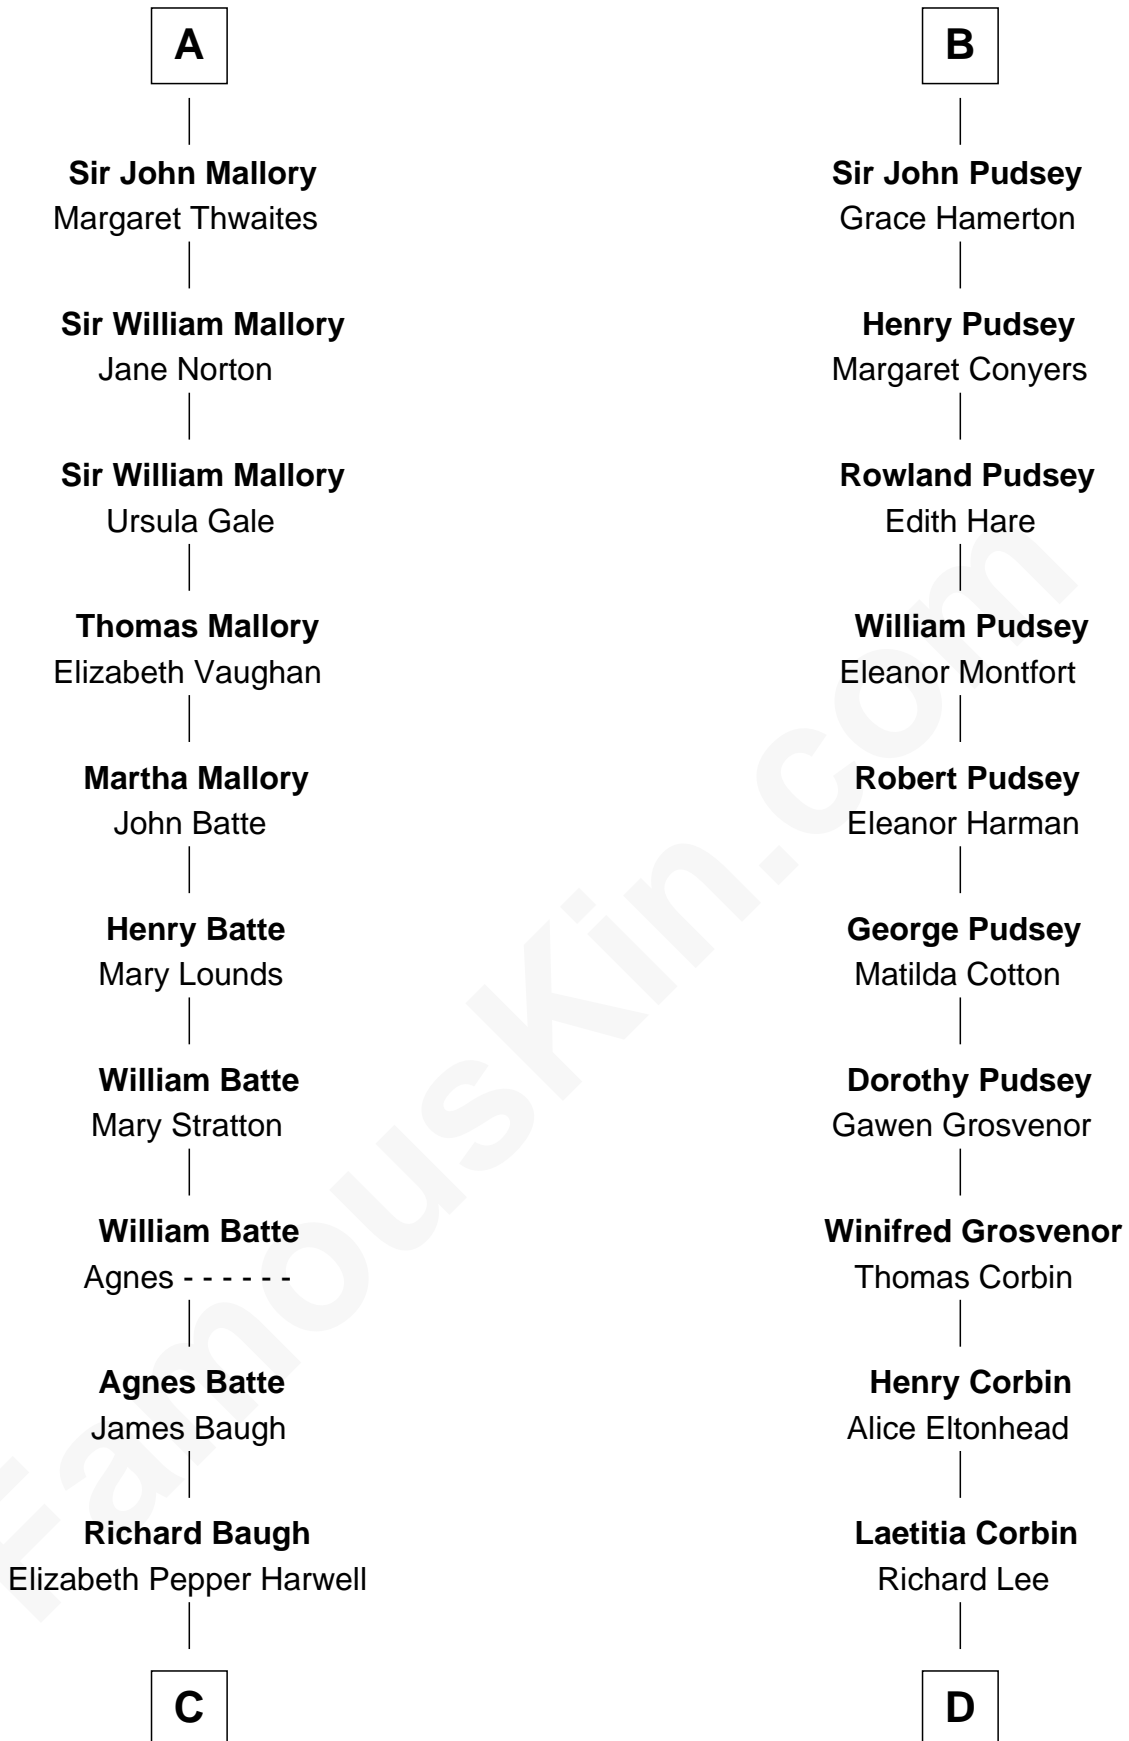 A
Sir John Mallory
Margaret Thwaites
Sir William Mallory
Jane Norton
Sir William Mallory
Ursula Gale
Thomas Mallory
Elizabeth Vaughan
Martha Mallory
John Batte
Henry Batte
Mary Lounds
William Batte
Mary Stratton
William Batte
Agnes - - - - - -
Agnes Batte
James Baugh
Richard Baugh
Elizabeth Pepper Harwell
C
B
Sir John Pudsey
Grace Hamerton
Henry Pudsey
Margaret Conyers
Rowland Pudsey
Edith Hare
William Pudsey
Eleanor Montfort
Robert Pudsey
Eleanor Harman
George Pudsey
Matilda Cotton
Dorothy Pudsey
Gawen Grosvenor
Winifred Grosvenor
Thomas Corbin
Henry Corbin
Alice Eltonhead
Laetitia Corbin
Richard Lee
D
FamousKin.com